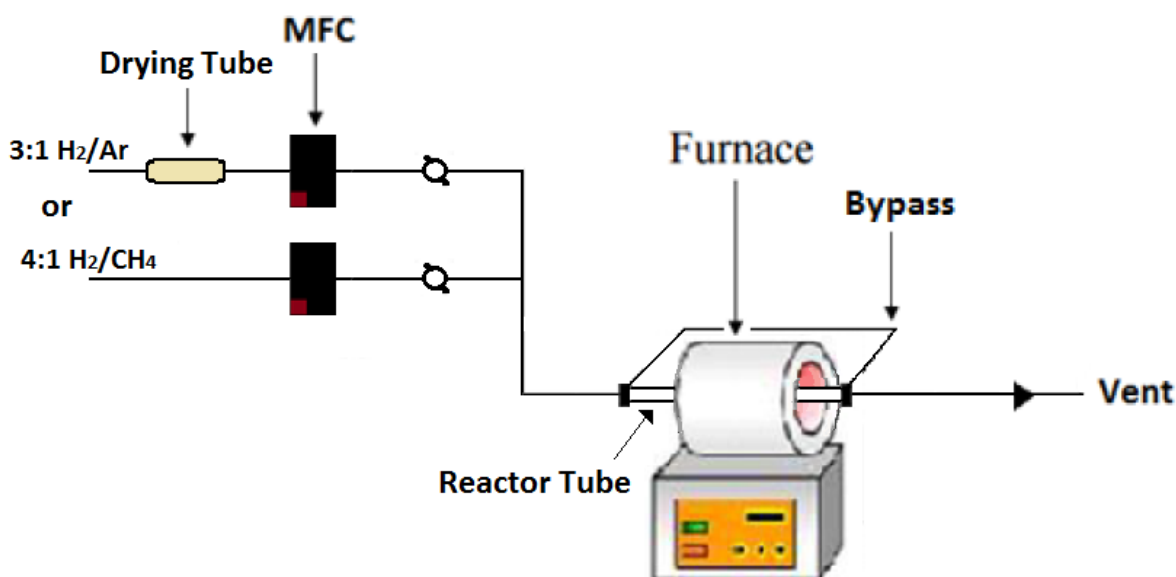 MFC
Drying Tube
3:1 H₂/Ar
or
4:1 H₂/CH₄
Furnace
Bypass
Vent
Reactor Tube